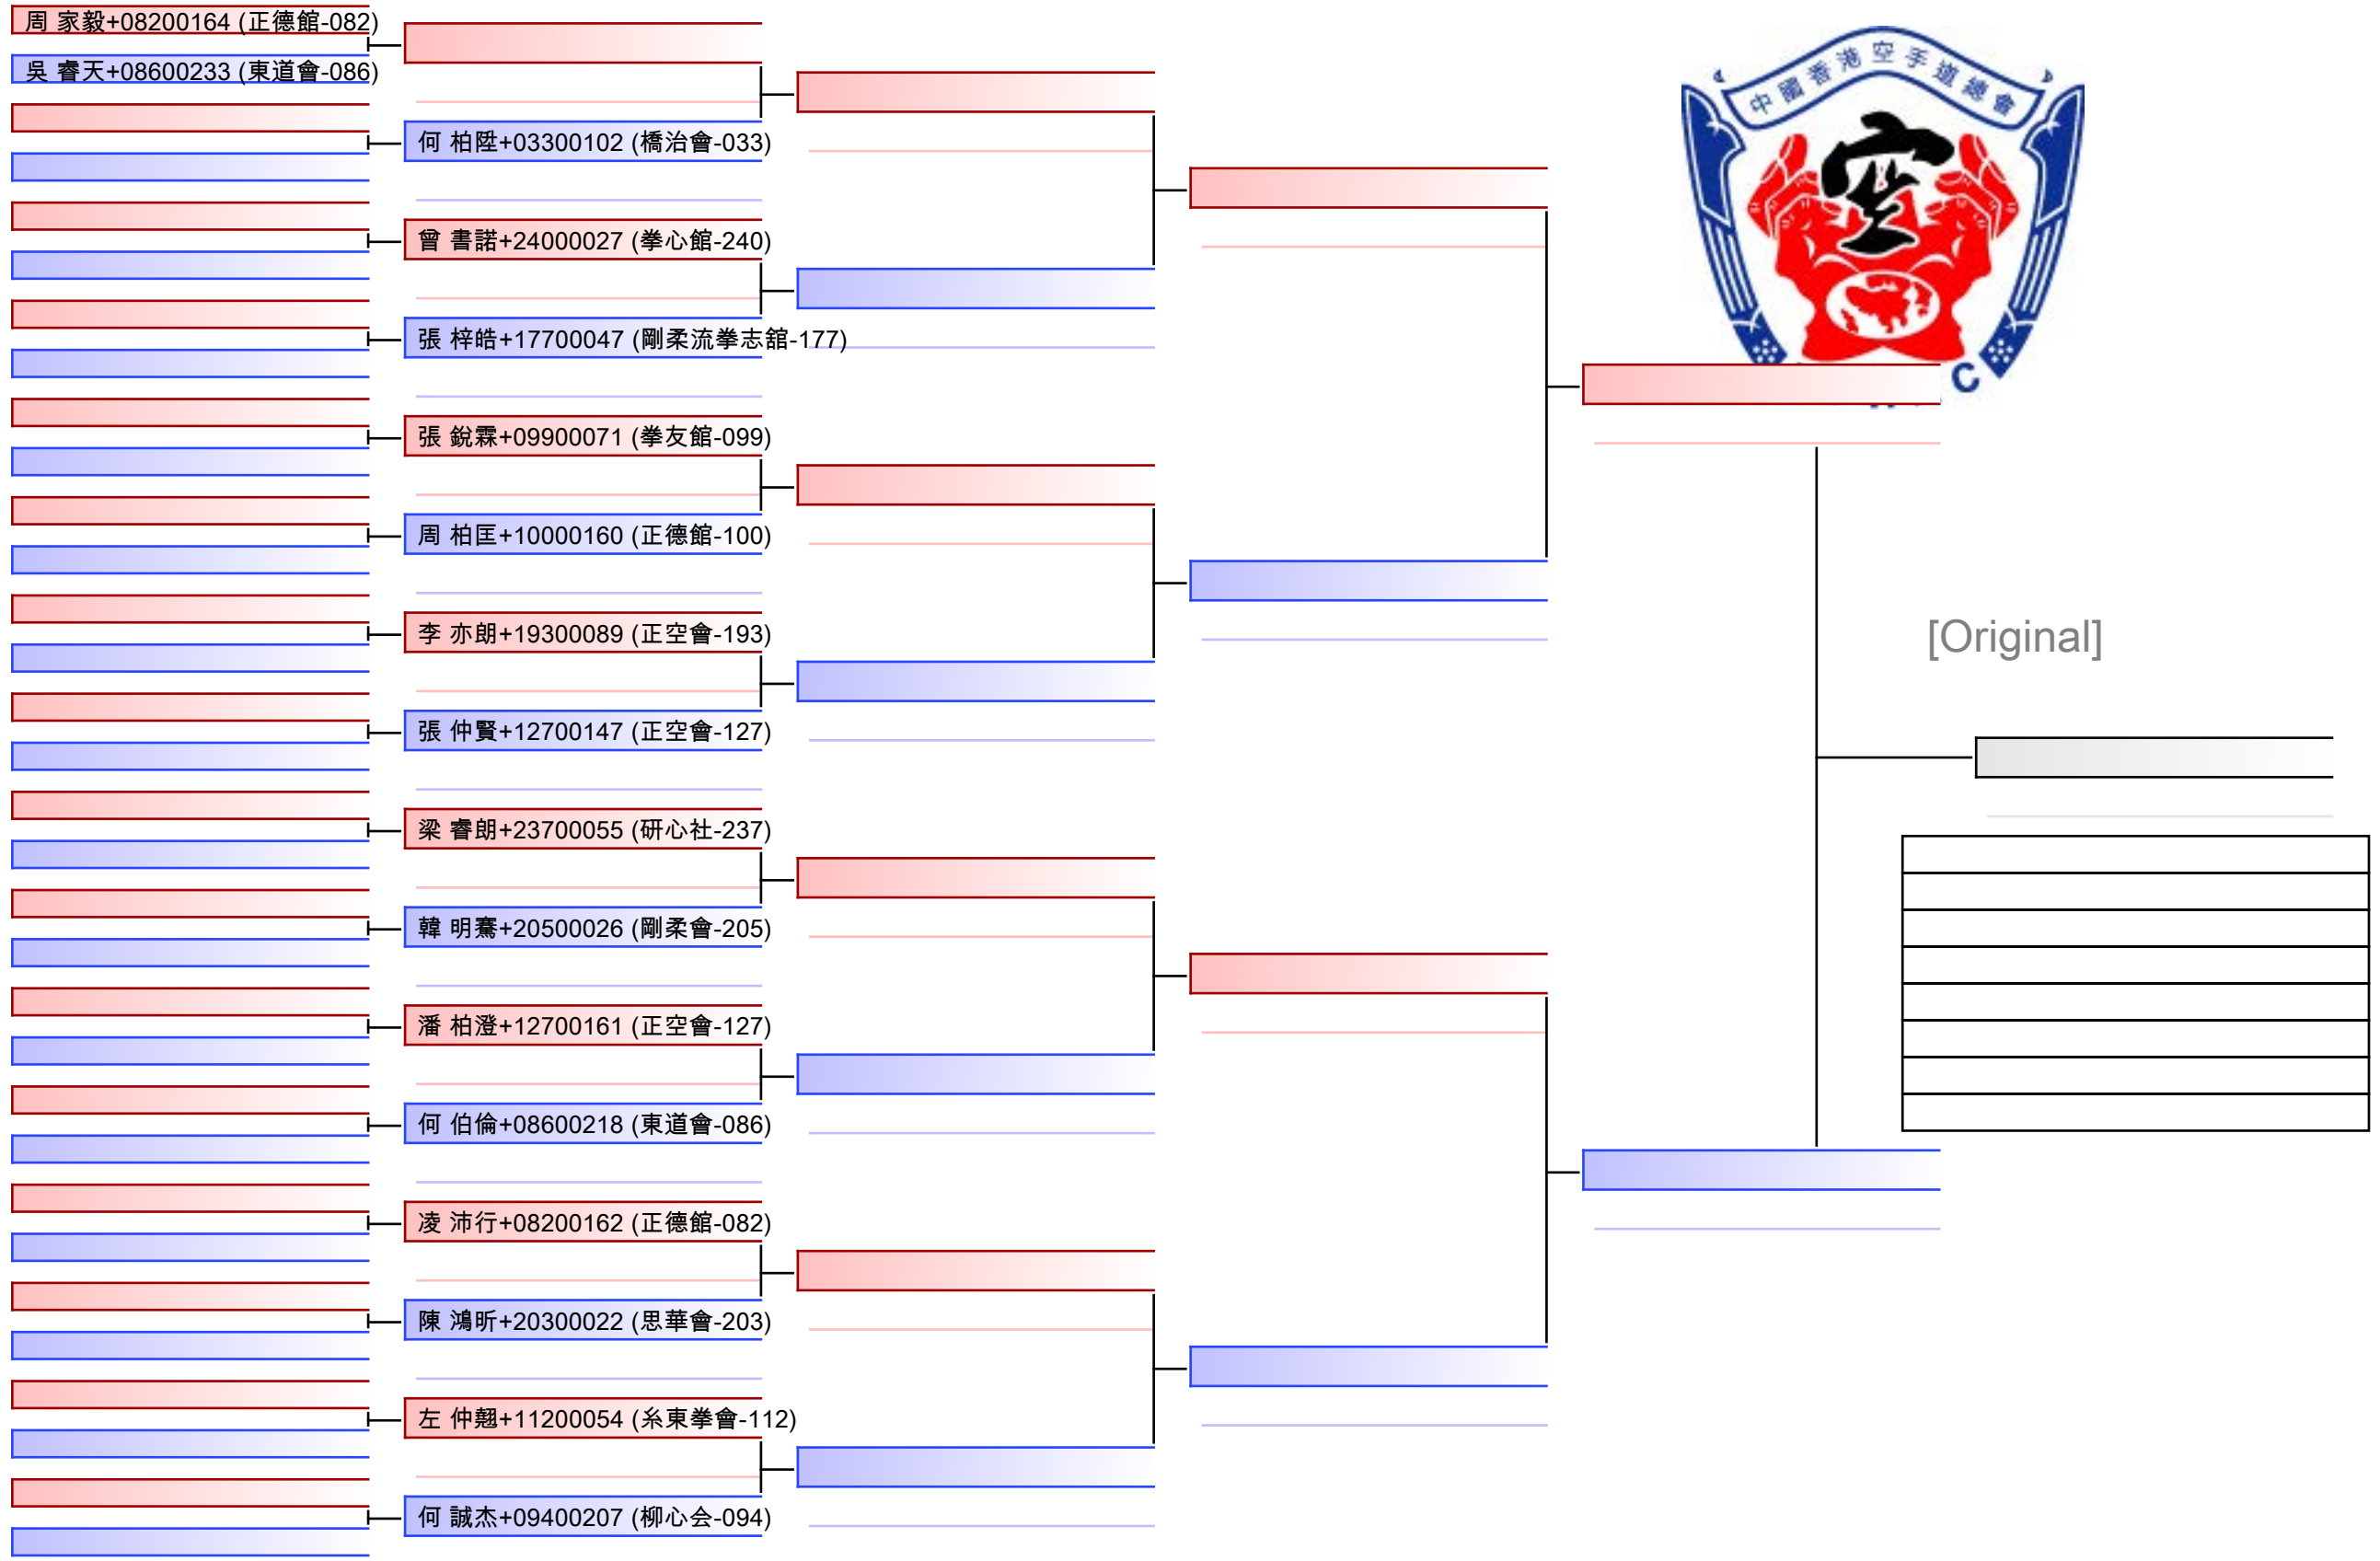 周 家毅+08200164 (正德館-082)
吳 睿天+08600233 (東道會-086)
何 柏陞+03300102 (橋治會-033)
曾 書諾+24000027 (拳心館-240)
張 梓皓+17700047 (剛柔流拳志舘-177)
張 銳霖+09900071 (拳友館-099)
周 柏匡+10000160 (正德館-100)
李 亦朗+19300089 (正空會-193)
張 仲賢+12700147 (正空會-127)
梁 睿朗+23700055 (研心社-237)
韓 明騫+20500026 (剛柔會-205)
潘 柏澄+12700161 (正空會-127)
何 伯倫+08600218 (東道會-086)
凌 沛行+08200162 (正德館-082)
陳 鴻昕+20300022 (思華會-203)
左 仲翹+11200054 (糸東拳會-112)
何 誠杰+09400207 (柳心会-094)
中國香港空手道總會
空
C
[Original]